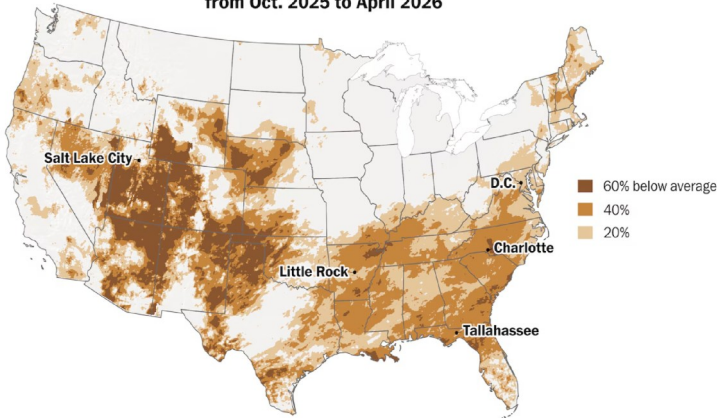 from Oct. 2025 to April 2026
Salt Lake City
D.C.
60% below average
40%
20%
Charlotte
Little Rock
Tallahassee